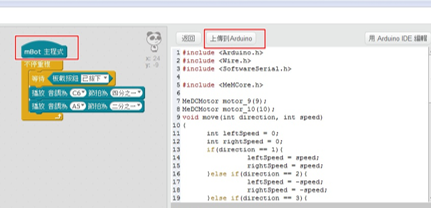 mBot 主程式
不停重複
等待 板載按鈕 已按下
播放 音調為 C6 節拍為 四分之一
播放 音調為 A5 節拍為 二分之一
x: 24
返回
上傳到Arduino
用 Arduino IDE 編輯
1 #include <Arduino.h>
2 #include <Wire.h>
3 #include <SoftwareSerial.h>
4
5 #include <MeMCore.h>
6
7 MeDCMotor motor_9(9);
8 MeDCMotor motor_10(10);
9 void move(int direction, int speed)
10 {
11 int leftSpeed = 0;
12 int rightSpeed = 0;
13 if(direction == 1){
14 leftSpeed = speed;
15 rightSpeed = speed;
16 }else if(direction == 2){
17 leftSpeed = -speed;
18 rightSpeed = -speed;
19 }else if(direction == 3){